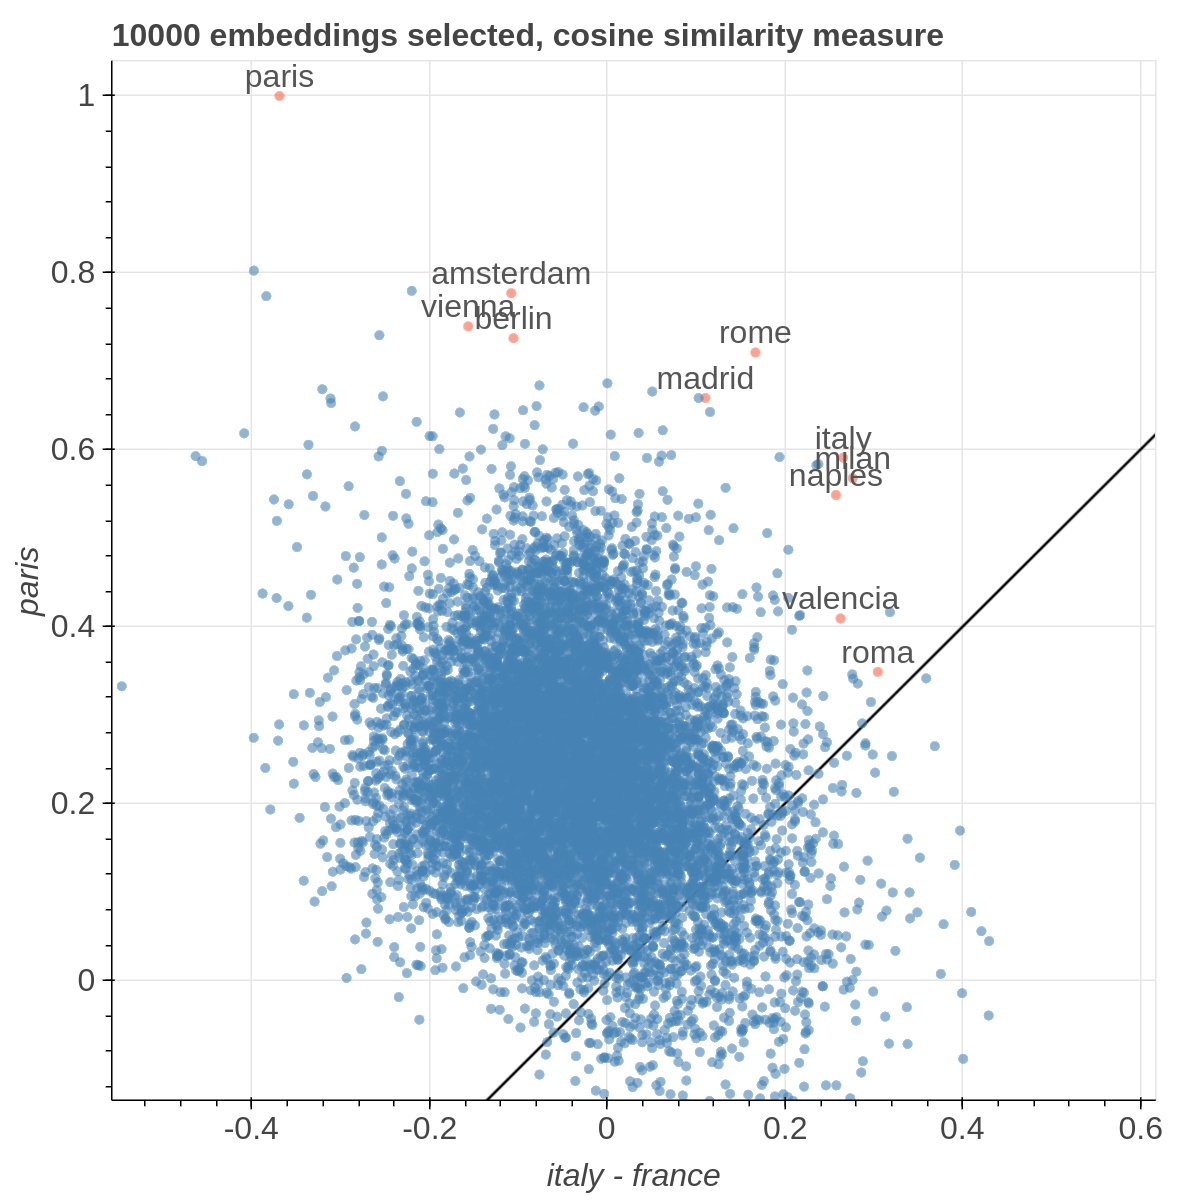 10000 embeddings selected, cosine similarity measure
paris
1
0.8
amsterdam
vienna
berlin
rome
madrid
0.6
italy
milan
naples
paris
valencia
0.4
roma
0.2
0
-0.4
-0.2
0
0.2
0.4
0.6
italy - france